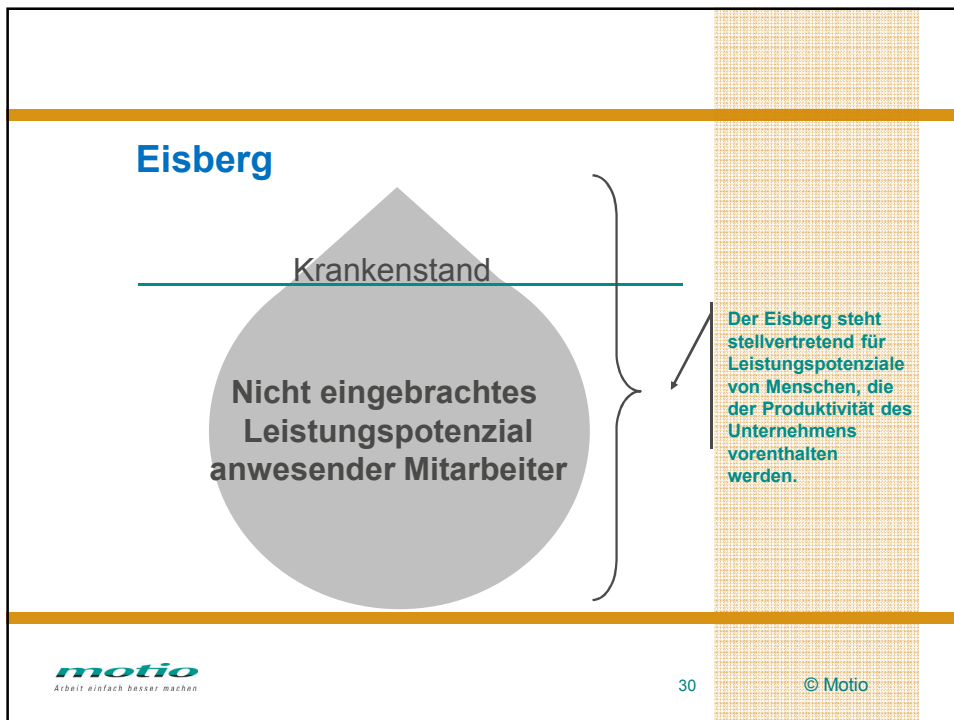 Eisberg
Krankenstand
Nicht eingebrachtes
Leistungspotenzial
anwesender Mitarbeiter
Der Eisberg steht
stellvertretend für
Leistungspotenziale
von Menschen, die
der Produktivität des
Unternehmens
vorenthalten
werden.
motio
Arbeit einfach besser machen
30
© Motio